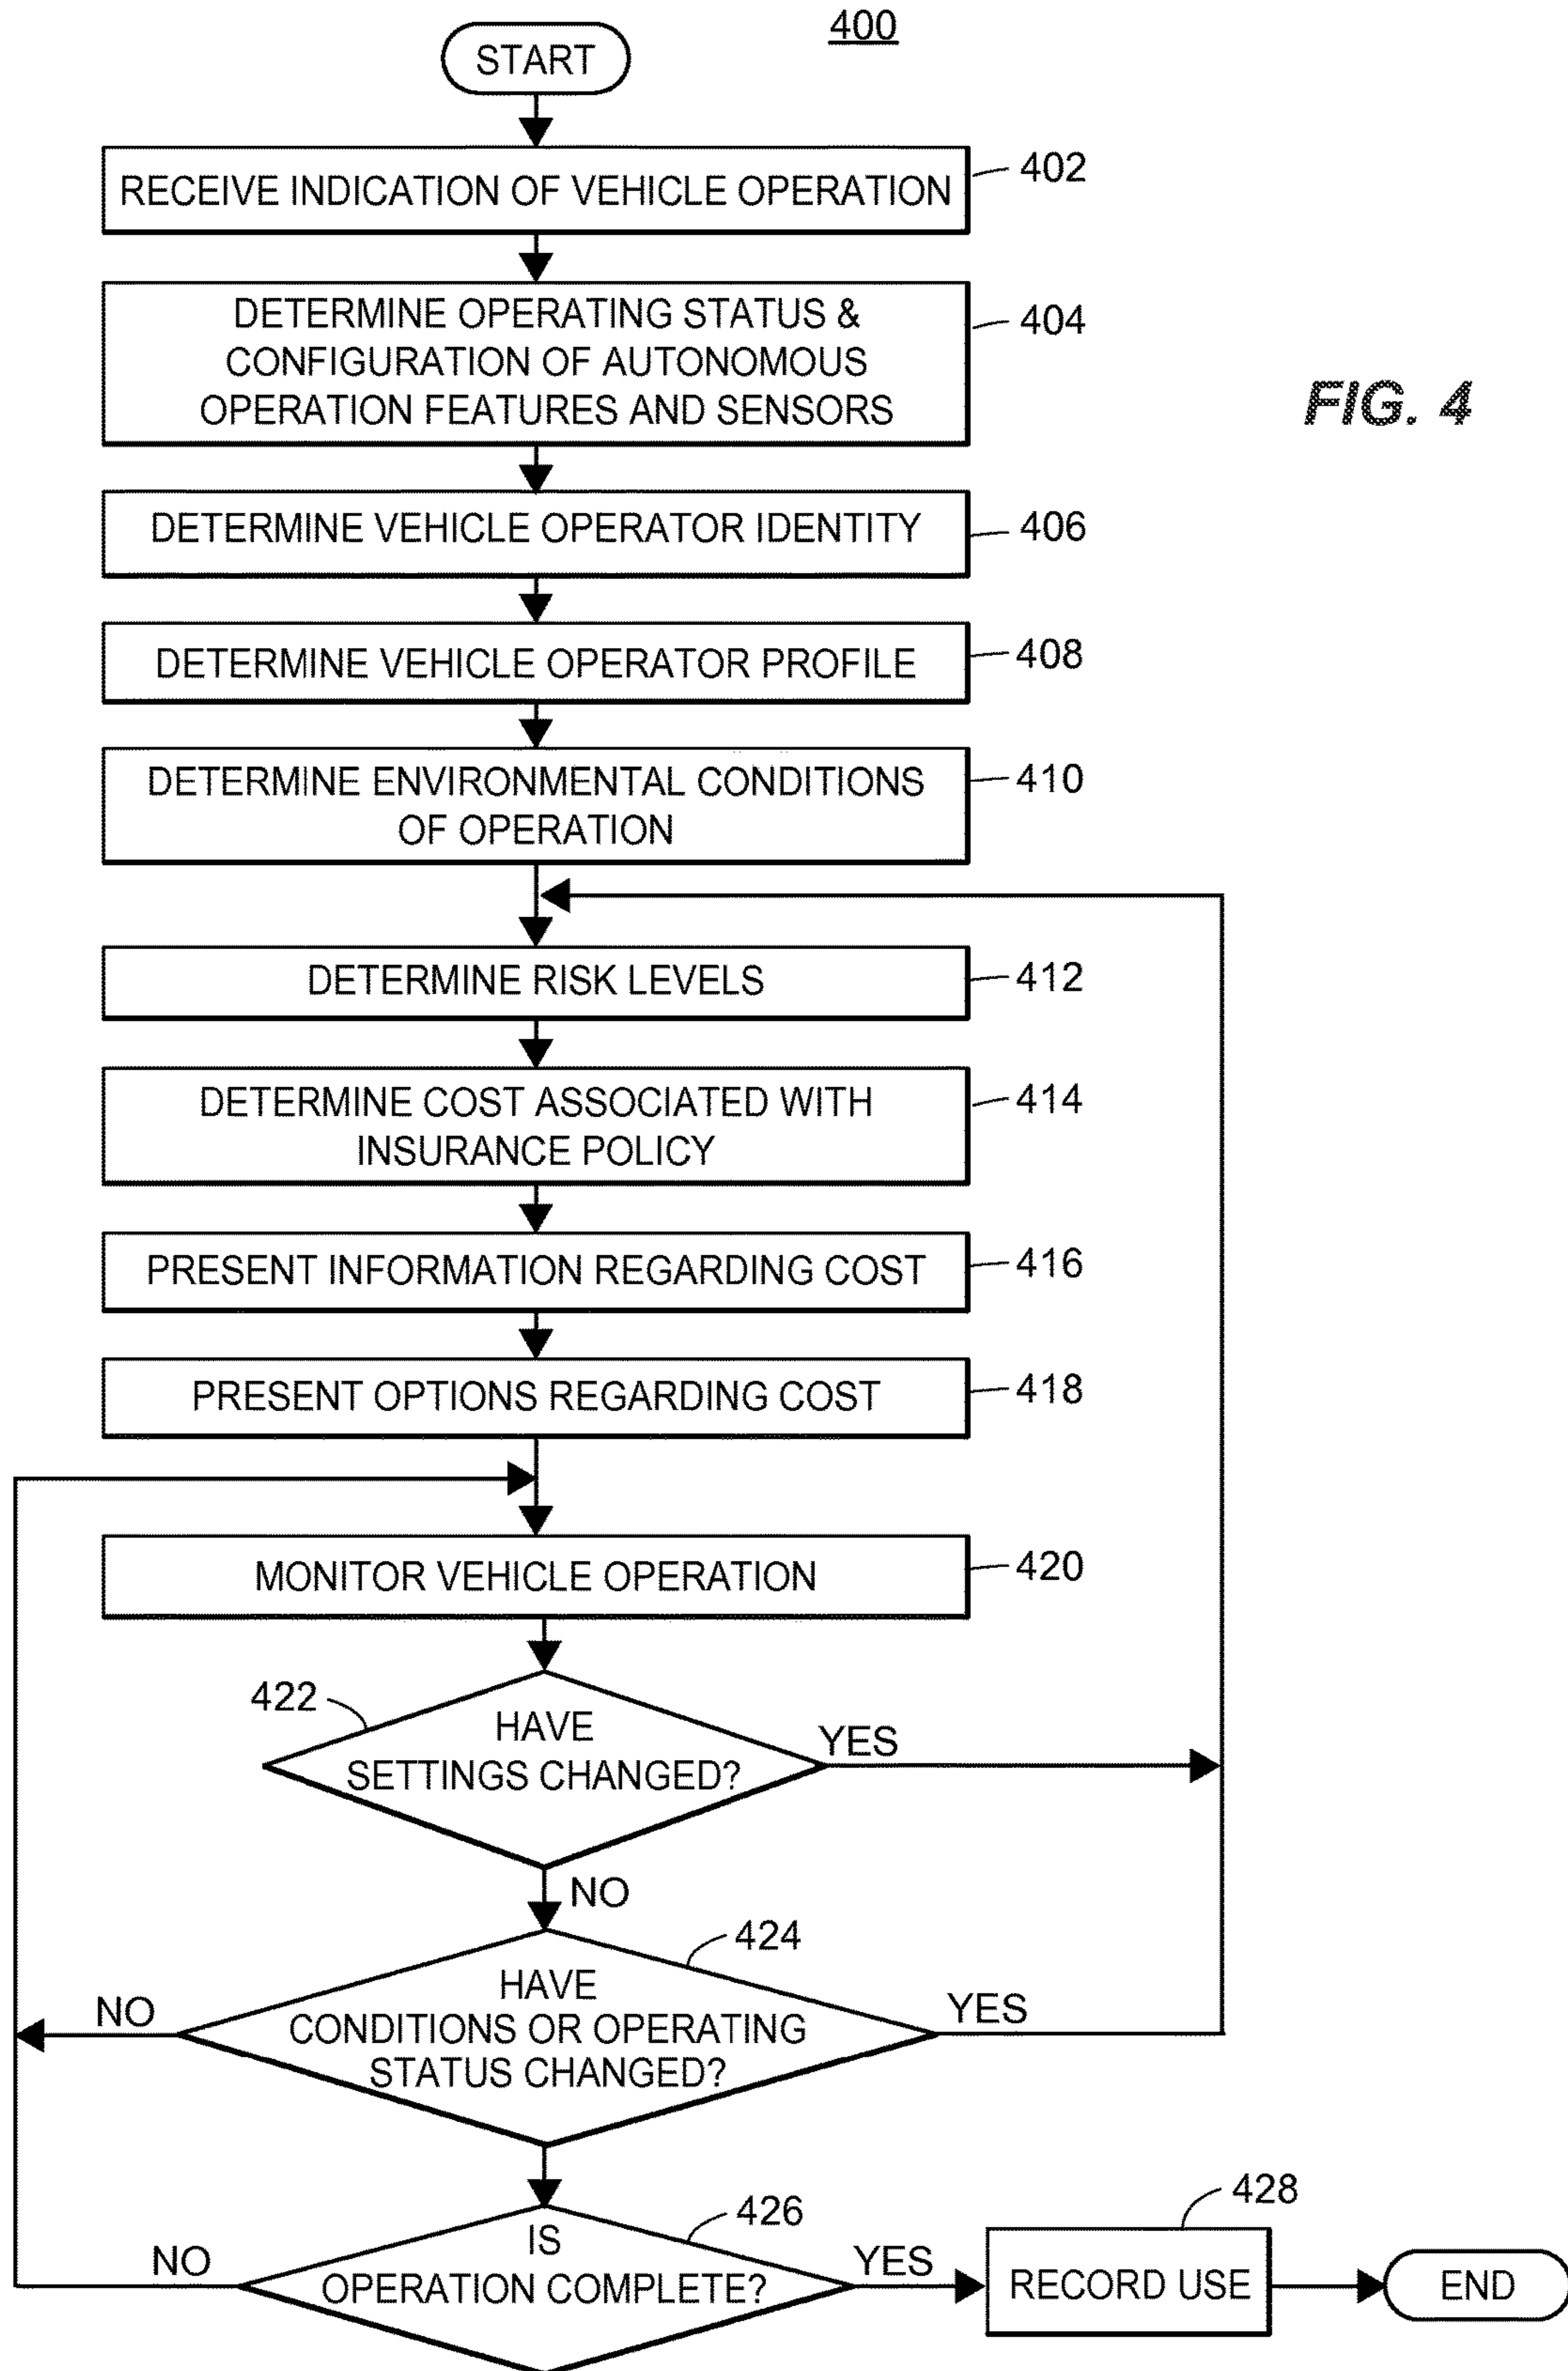 400
START
RECEIVE INDICATION OF VEHICLE OPERATION
402
DETERMINE OPERATING STATUS &
CONFIGURATION OF AUTONOMOUS
OPERATION FEATURES AND SENSORS
404
FIG. 4
DETERMINE VEHICLE OPERATOR IDENTITY
406
DETERMINE VEHICLE OPERATOR PROFILE
408
DETERMINE ENVIRONMENTAL CONDITIONS
OF OPERATION
410
DETERMINE RISK LEVELS
412
DETERMINE COST ASSOCIATED WITH
INSURANCE POLICY
414
PRESENT INFORMATION REGARDING COST
416
PRESENT OPTIONS REGARDING COST
418
MONITOR VEHICLE OPERATION
420
422
HAVE
SETTINGS CHANGED?
YES
NO
424
HAVE
CONDITIONS OR OPERATING
STATUS CHANGED?
NO
YES
426
IS
OPERATION COMPLETE?
NO
YES
428
RECORD USE
END